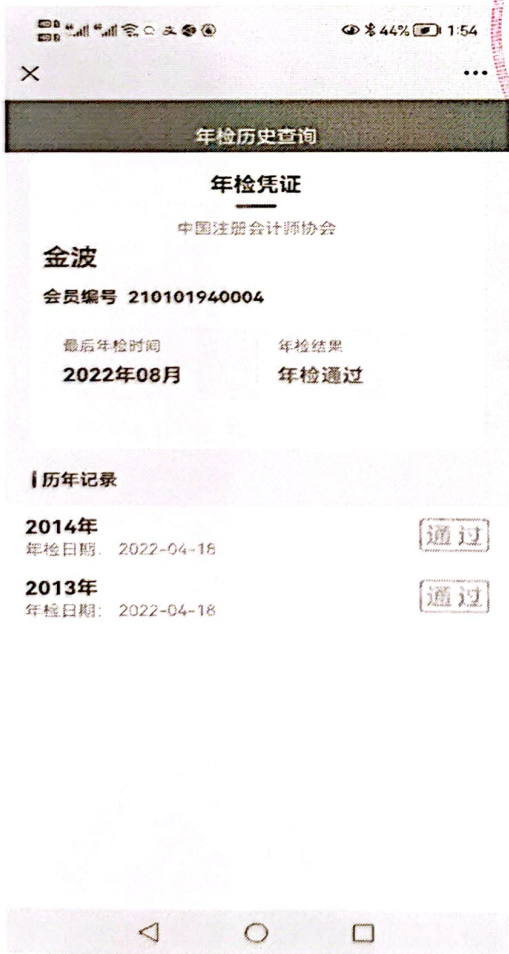 44% 1:54
年检历史查询
年检凭证
中国注册会计师协会
金波
会员编号 210101940004
最后年检时间 年检结果
2022年08月 年检通过
历年记录
2014年
通过
年检日期: 2022-04-18
2013年
通过
年检日期: 2022-04-18